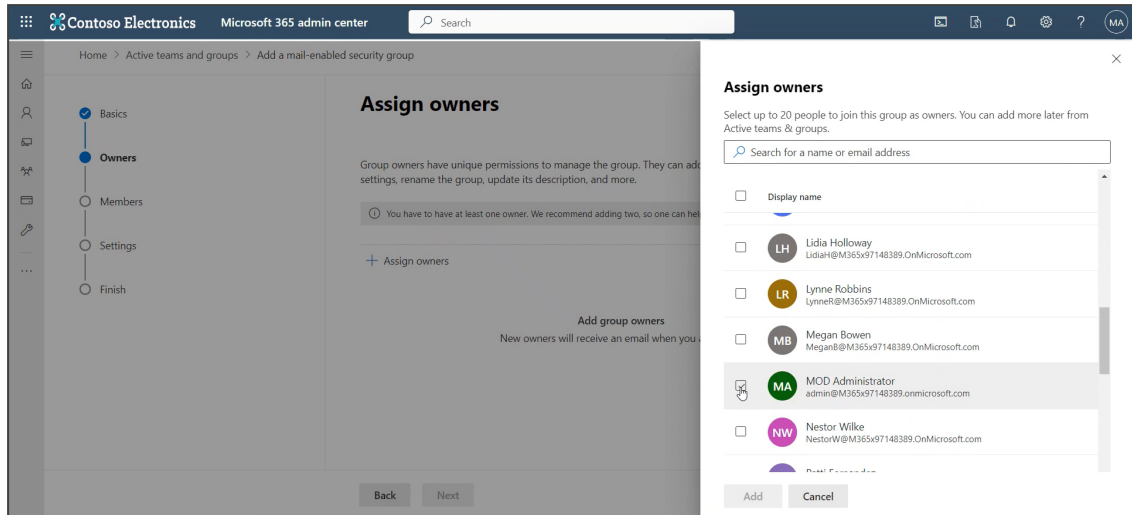 Contoso Electronics Microsoft 365 admin center Search MA
Home > Active teams and groups > Add a mail-enabled security group
Basics
Owners
Members
Settings
Finish
Assign owners
Group owners have unique permissions to manage the group. They can add
settings, rename the group, update its description, and more.
You have to have at least one owner. We recommend adding two, so one can hel
+ Assign owners
Add group owners
New owners will receive an email when you
Back Next
Assign owners
Select up to 20 people to join this group as owners. You can add more later from
Active teams & groups.
Search for a name or email address
Display name
LH Lidia Holloway
LidiaH@M365x97148389.OnMicrosoft.com
LR Lynne Robbins
LynneR@M365x97148389.OnMicrosoft.com
MB Megan Bowen
MeganB@M365x97148389.OnMicrosoft.com
MA MOD Administrator
admin@M365x97148389.onmicrosoft.com
NW Nestor Wilke
NestorW@M365x97148389.OnMicrosoft.com
Add Cancel